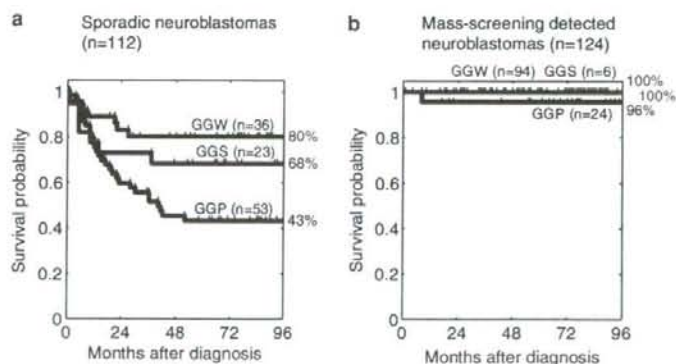 a
Sporadic neuroblastomas
(n=112)
Survival probability
1
0.8
0.6
0.4
0.2
0
GGW (n=36)
80%
GGS (n=23)
68%
GGP (n=53)
43%
0 24 48 72 96
Months after diagnosis
b
Mass-screening detected
neuroblastomas (n=124)
Survival probability
1
0.8
0.6
0.4
0.2
0
GGW (n=94) GGS (n=6)
100%
100%
GGP (n=24)
96%
0 24 48 72 96
Months after diagnosis